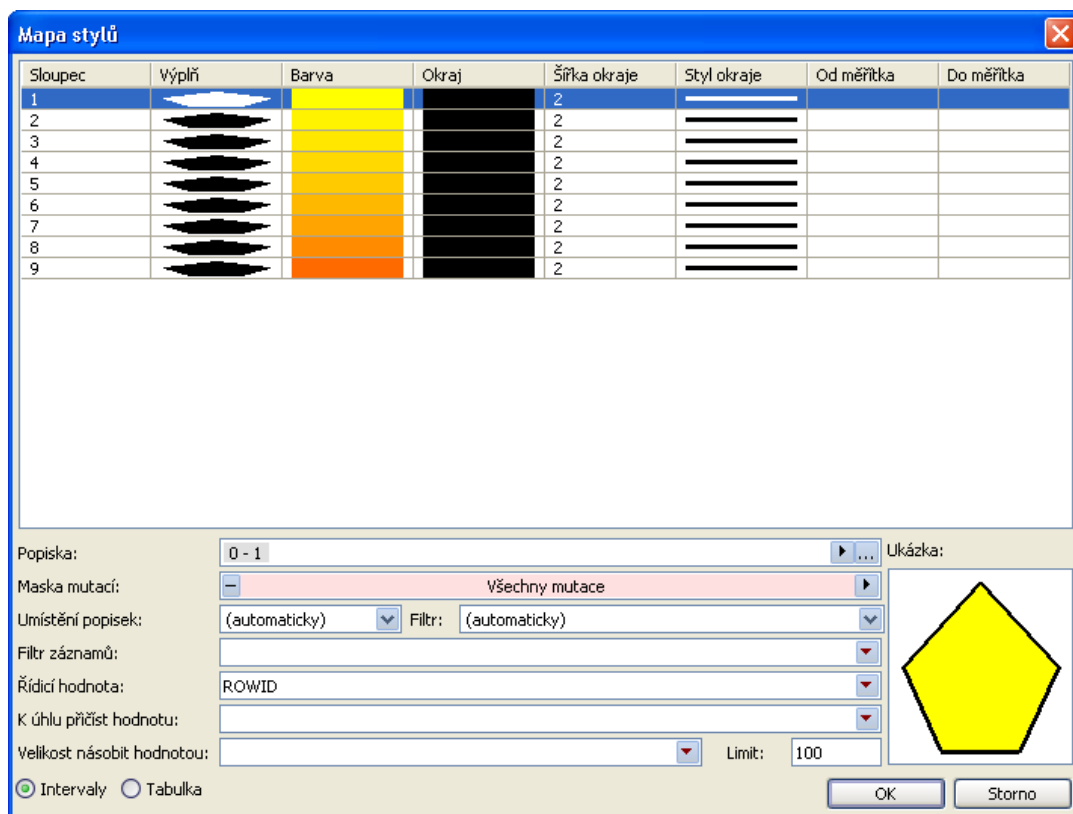 Mapa stylů
Sloupec Výplň Barva Okraj Šířka okraje Styl okraje Od měřítka Do měřítka
1 2
2 2
3 2
4 2
5 2
6 2
7 2
8 2
9 2
Popiska: 0 - 1 ... Ukázka:
Maska mutací: Všechny mutace
Umístění popisek: (automaticky) Filtr: (automaticky)
Filtr záznamů:
Řídicí hodnota: ROWID
K úhlu přičíst hodnotu:
Velikost násobit hodnotou: Limit: 100
Intervaly Tabulka OK Storno